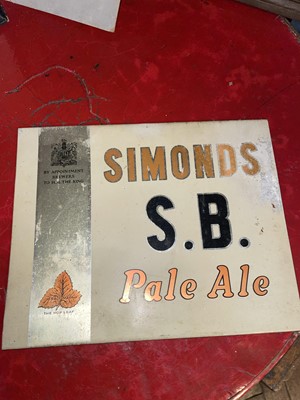 BY APPOINTMENT
BREWERS
TO H.M. THE KING
SIMONDS
S.B.
Pale Ale
THE HOP LEAF